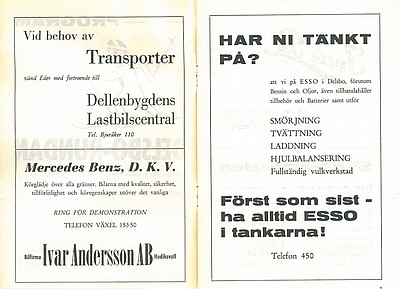 Vid behov av
Transporter
vänd Eder med förtroende till
Dellenbygdens
Lastbilscentral
Tel. Bjuråker 110
Mercedes Benz, D. K. V.
Körglädje över alla gränser. Bilarna med kvalitet, säkerhet,
tillförlitlighet och köregenskaper utöver det vanliga
RING FÖR DEMONSTRATION
TELEFON VÄXEL 15350
Bilfirma Ivar Andersson AB Hudiksvall
HAR NI TÄNKT
PÅ?
att vi på ESSO i Delsbo, förutom
Bensin och Oljor, även tillhandahåller
tillbehör och Batterier samt utför
SMÖRJNING
TVÄTTNING
LADDNING
HJULBALANSERING
Fullständig vulkverkstad
Först som sist -
ha alltid ESSO
i tankarna!
Telefon 450